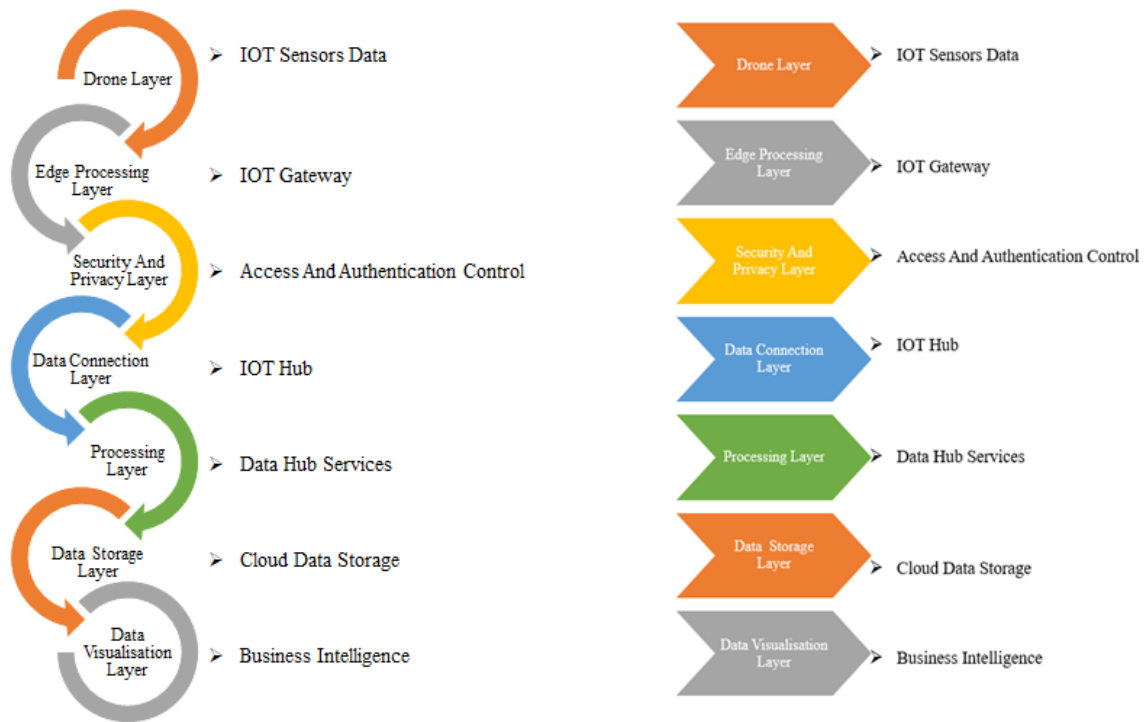 Drone Layer
➢ IOT Sensors Data
Edge Processing
Layer
➢ IOT Gateway
Security And
Privacy Layer
➢ Access And Authentication Control
Data Connection
Layer
➢ IOT Hub
Processing
Layer
➢ Data Hub Services
Data Storage
Layer
➢ Cloud Data Storage
Data
Visualisation
Layer
➢ Business Intelligence
Drone Layer
➢ IOT Sensors Data
Edge Processing
Layer
➢ IOT Gateway
Security And
Privacy Layer
➢ Access And Authentication Control
Data Connection
Layer
➢ IOT Hub
Processing Layer
➢ Data Hub Services
Data Storage
Layer
➢ Cloud Data Storage
Data Visualisation
Layer
➢ Business Intelligence